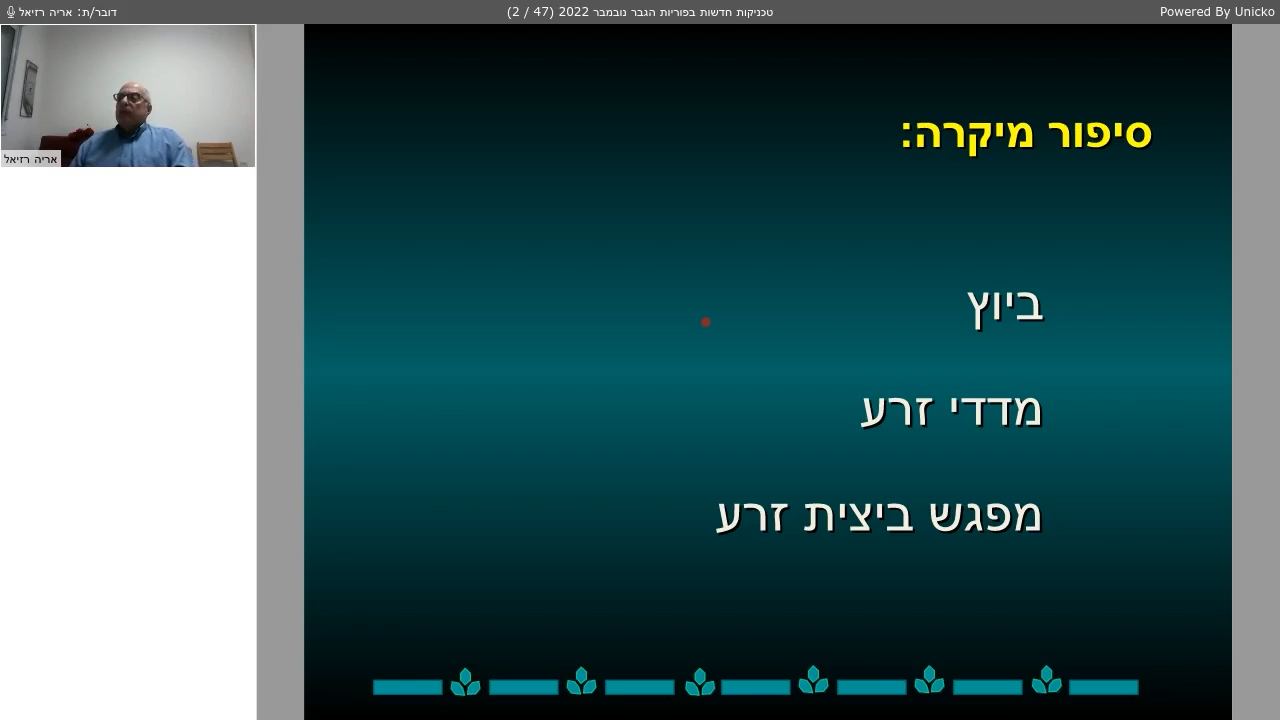 דובר/ת: אריה רזיאל
טכניקות חדשות בפוריות הגבר נובמבר 2022 (47 / 2)
Powered By Unicko
אריה רזיאל
סיפור מיקרה:
ביוץ
מדדי זרע
מפגש ביצית זרע